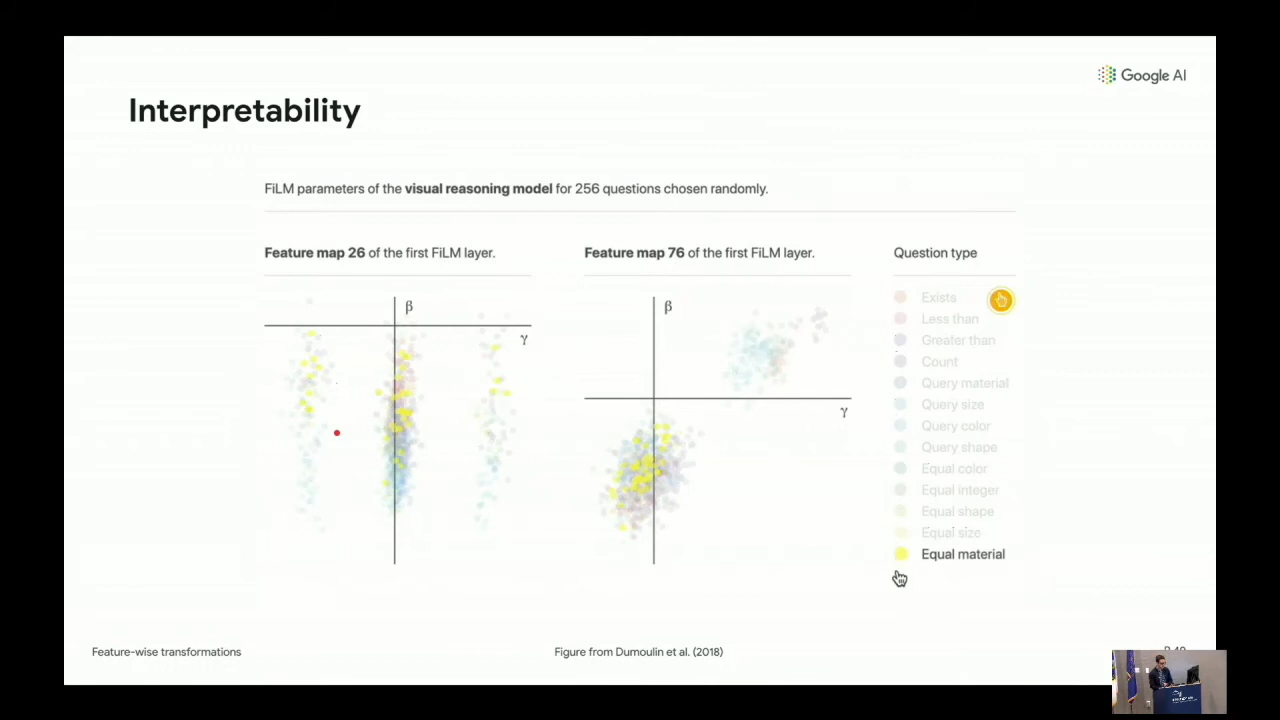 Google AI
Interpretability
FiLM parameters of the visual reasoning model for 256 questions chosen randomly.
Feature map 26 of the first FiLM layer.
Feature map 76 of the first FiLM layer.
Question type
β
γ
β
γ
Exists
Less than
Greater than
Count
Query material
Query size
Query color
Query shape
Equal color
Equal integer
Equal shape
Equal size
Equal material
Feature-wise transformations
Figure from Dumoulin et al. (2018)